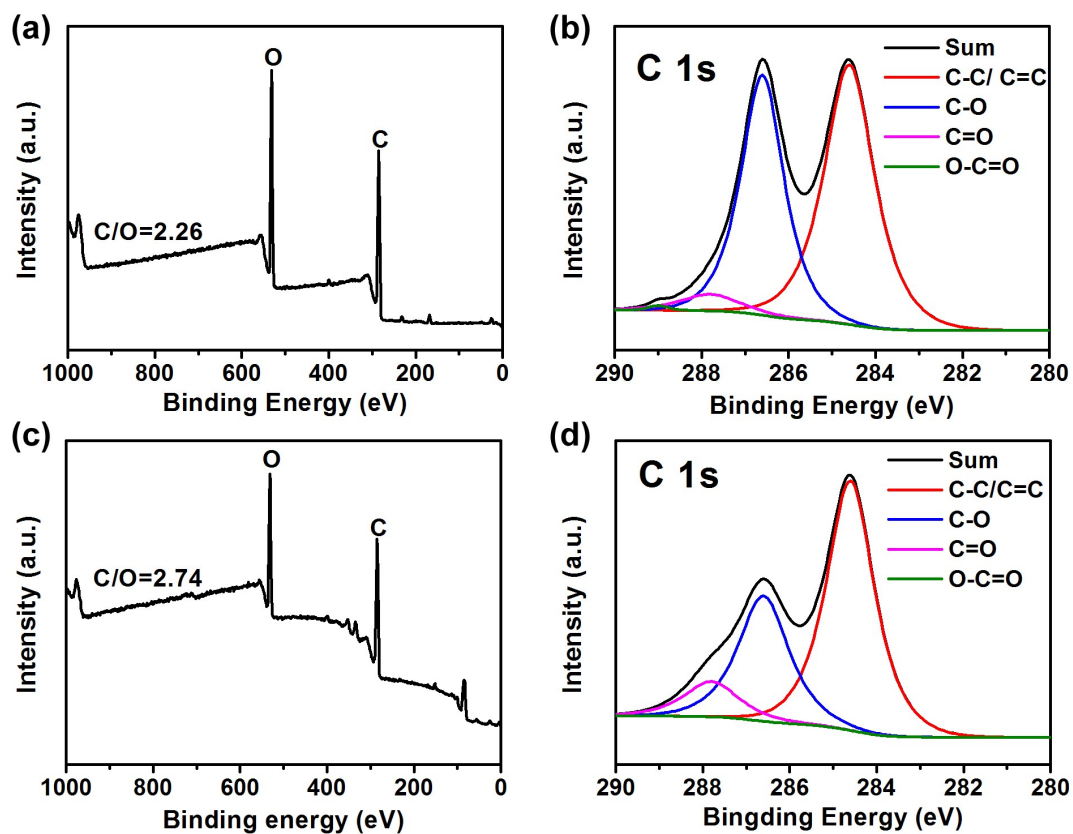 (a)
O
C
C/O=2.26
Intensity (a.u.)
1000 800 600 400 200 0
Binding Energy (eV)
(b)
C 1s
Sum
C-C/ C=C
C-O
C=O
O-C=O
Intensity (a.u.)
290 288 286 284 282 280
Binding Energy (eV)
(c)
O
C
C/O=2.74
Intensity (a.u.)
1000 800 600 400 200 0
Binding energy (eV)
(d)
C 1s
Sum
C-C/C=C
C-O
C=O
O-C=O
Intensity (a.u.)
290 288 286 284 282 280
Bingding Energy (eV)